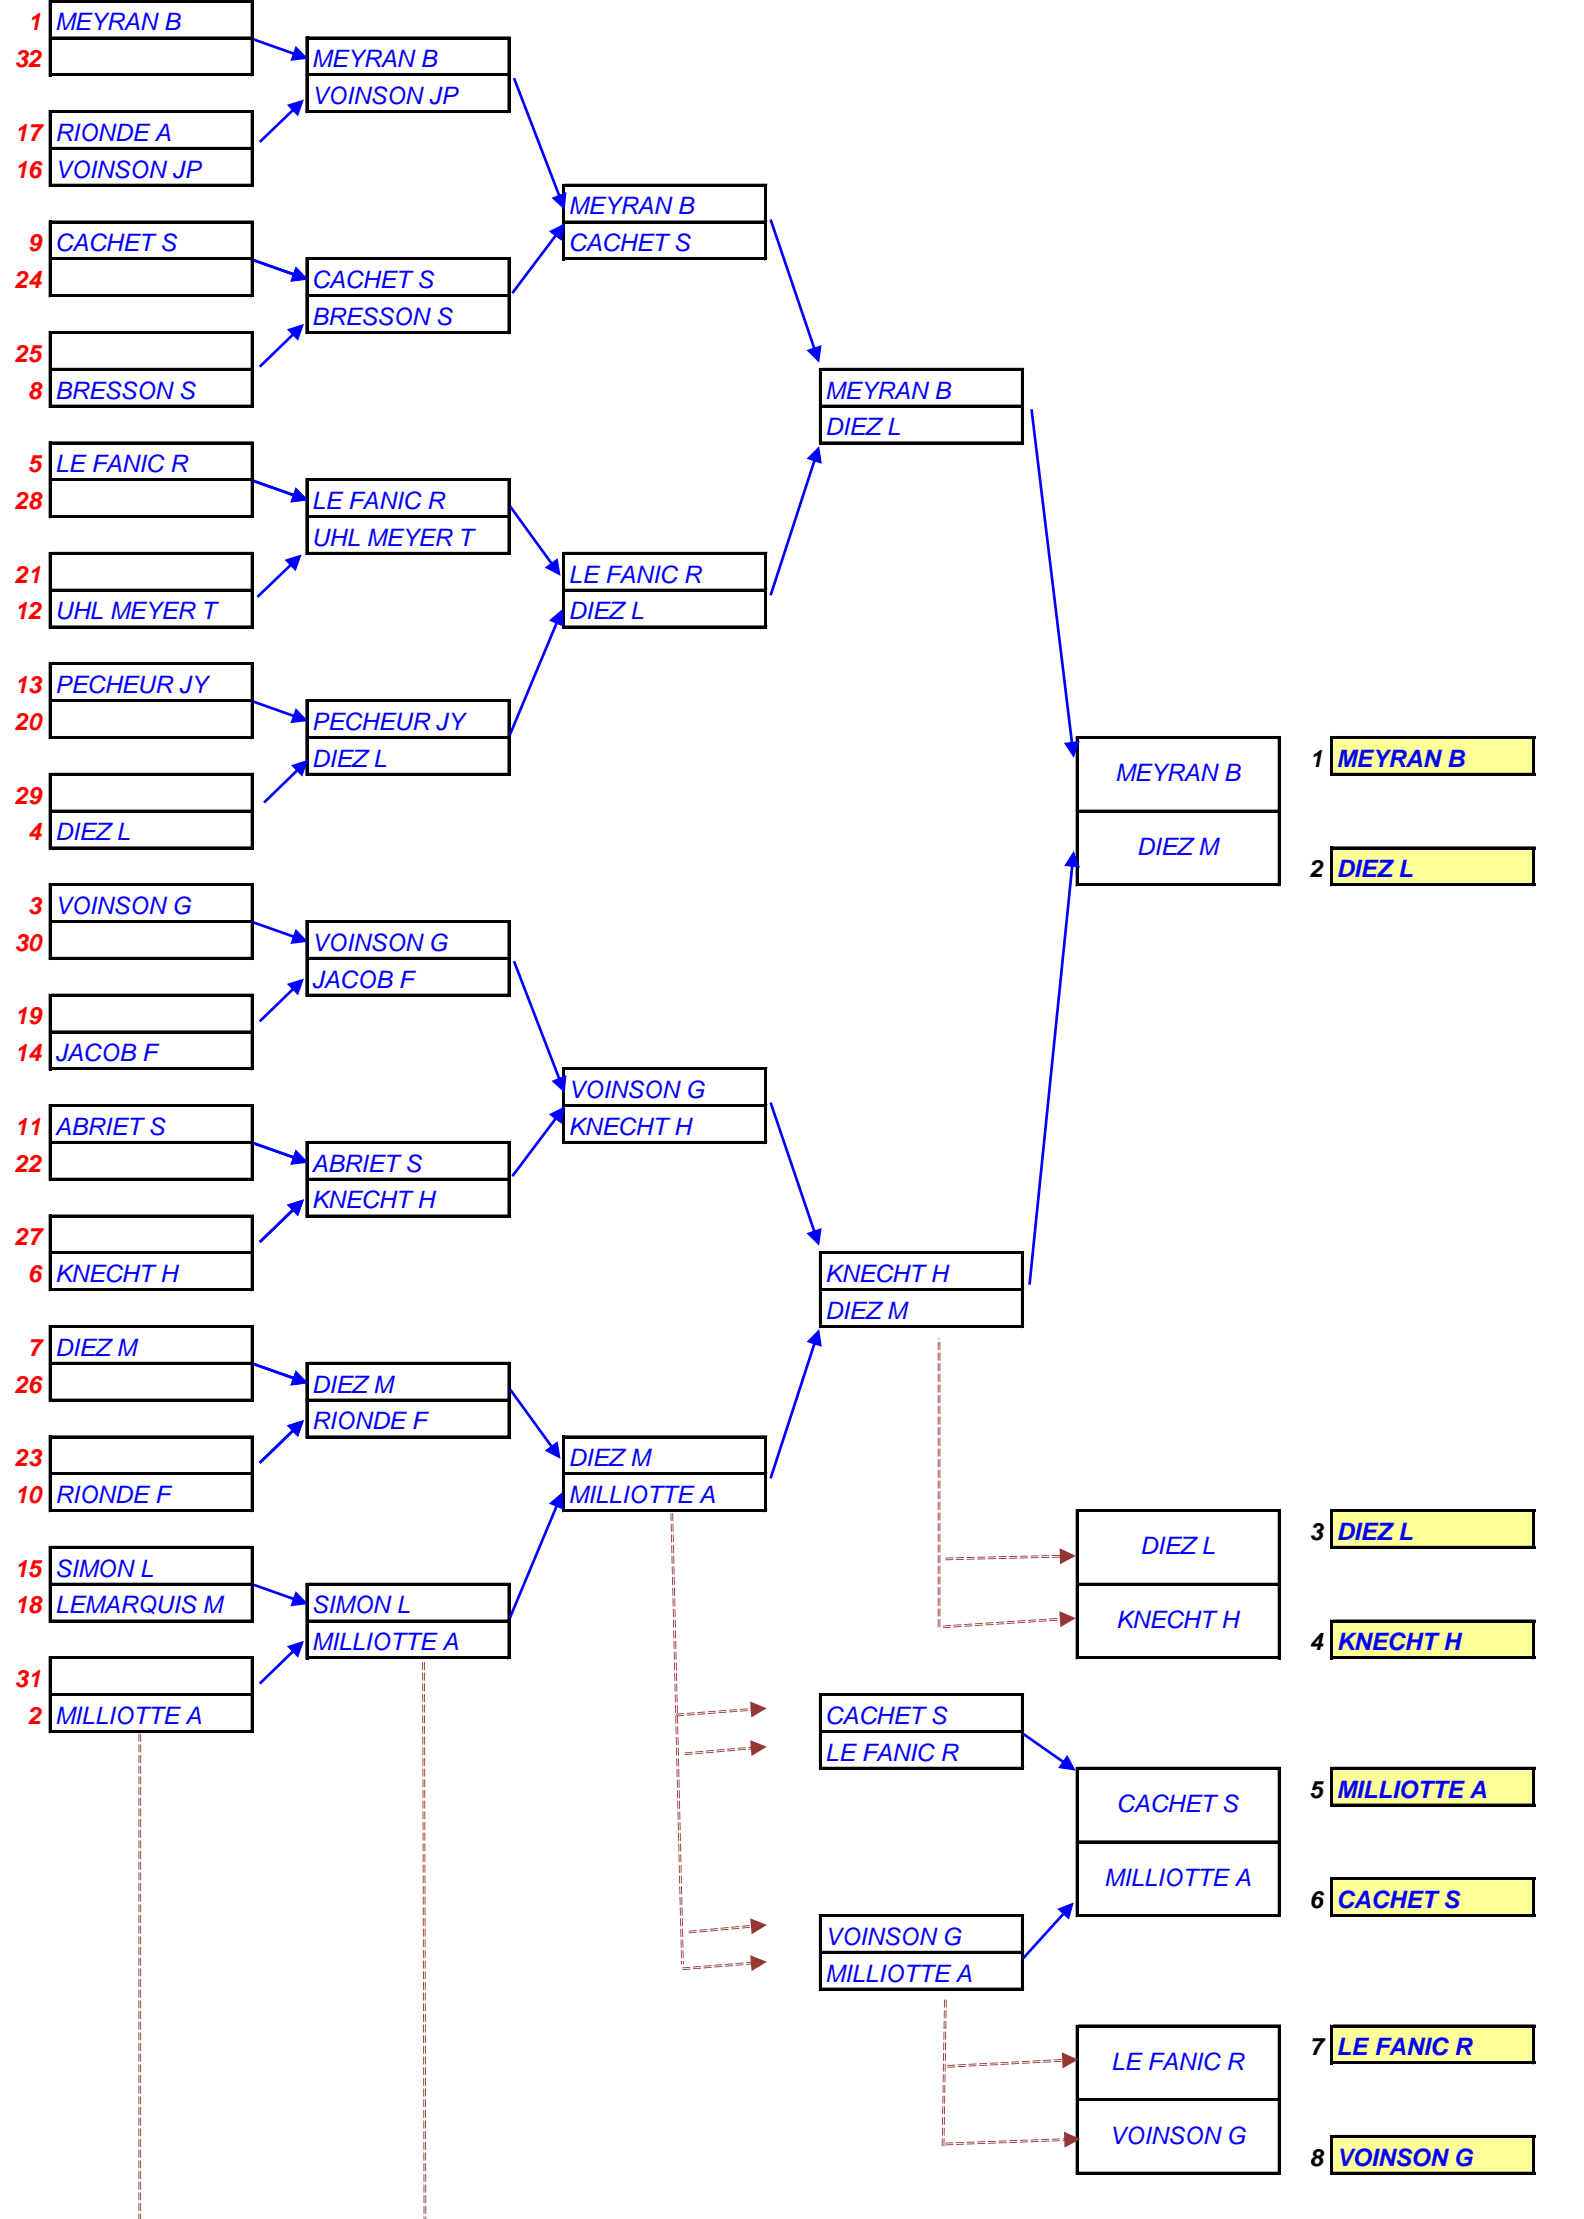 1 MEYRAN B
32
MEYRAN B
VOINSON JP
17 RIONDE A
16 VOINSON JP
MEYRAN B
CACHET S
9 CACHET S
24
CACHET S
BRESSON S
25
8 BRESSON S
MEYRAN B
DIEZ L
5 LE FANIC R
28
LE FANIC R
UHL MEYER T
21
12 UHL MEYER T
LE FANIC R
DIEZ L
13 PECHEUR JY
20
PECHEUR JY
DIEZ L
29
4 DIEZ L
MEYRAN B
DIEZ M
1 MEYRAN B
2 DIEZ L
3 VOINSON G
30
VOINSON G
JACOB F
19
14 JACOB F
VOINSON G
KNECHT H
11 ABRIET S
22
ABRIET S
KNECHT H
27
6 KNECHT H
KNECHT H
DIEZ M
7 DIEZ M
26
DIEZ M
RIONDE F
23
10 RIONDE F
DIEZ M
MILLIOTTE A
15 SIMON L
18 LEMARQUIS M
SIMON L
MILLIOTTE A
31
2 MILLIOTTE A
DIEZ L
KNECHT H
3 DIEZ L
4 KNECHT H
CACHET S
LE FANIC R
CACHET S
MILLIOTTE A
5 MILLIOTTE A
6 CACHET S
VOINSON G
MILLIOTTE A
LE FANIC R
VOINSON G
7 LE FANIC R
8 VOINSON G